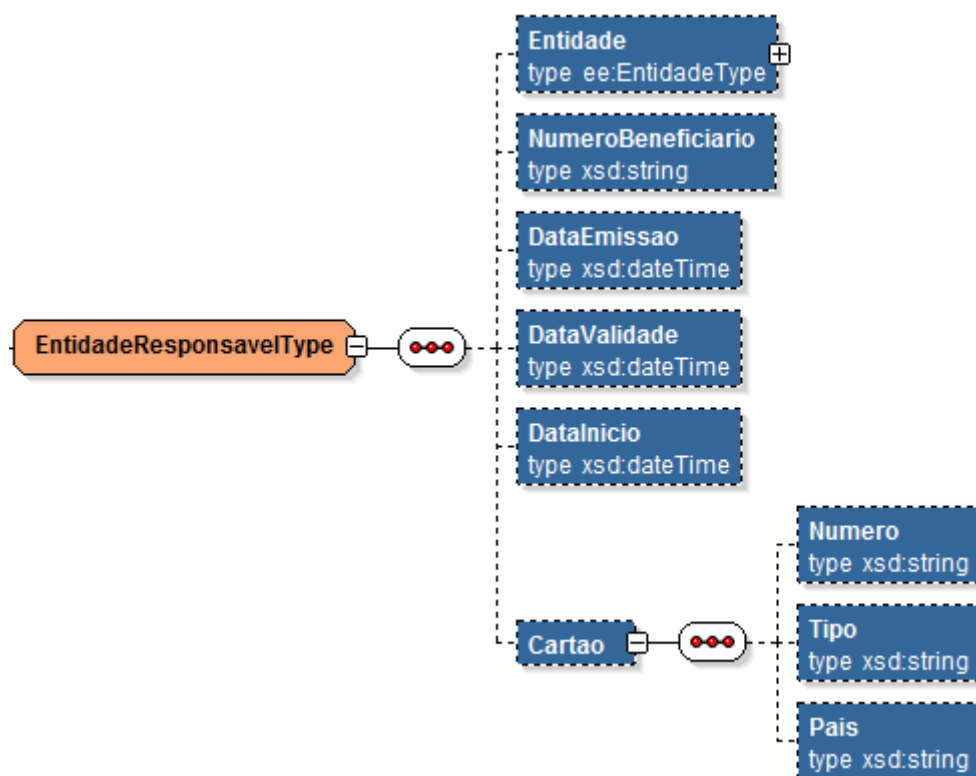 Entidade
type ee:EntidadeType
NumeroBeneficiario
type xsd:string
DataEmissao
type xsd:dateTime
EntidadeResponsavelType
DataValidade
type xsd:dateTime
DataInicio
type xsd:dateTime
Cartao
Numero
type xsd:string
Tipo
type xsd:string
Pais
type xsd:string